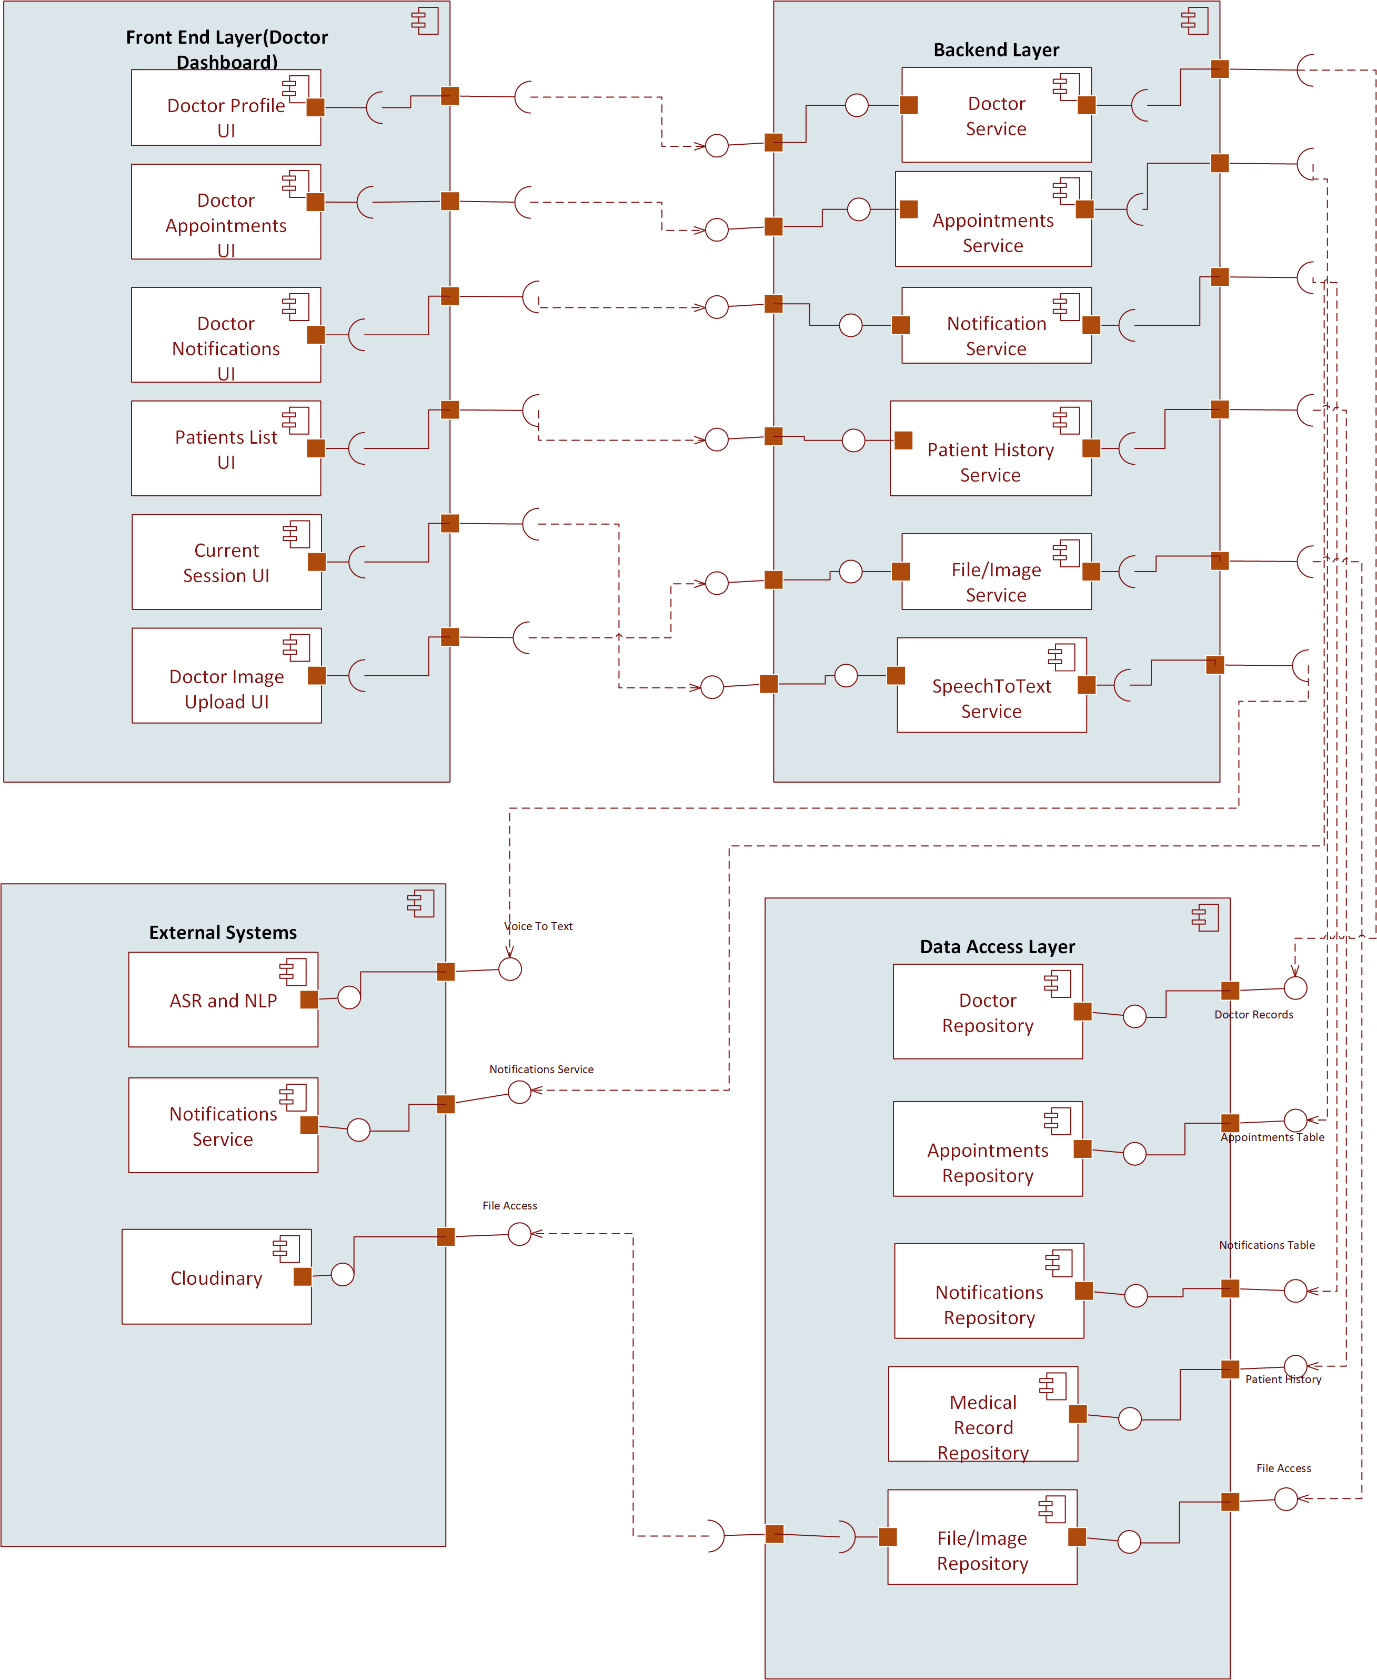 Front End Layer(Doctor
Dashboard)
Doctor Profile
UI
Doctor
Appointments
UI
Doctor
Notifications
UI
Patients List
UI
Current
Session UI
Doctor Image
Upload UI
Backend Layer
Doctor
Service
Appointments
Service
Notification
Service
Patient History
Service
File/Image
Service
SpeechToText
Service
External Systems
ASR and NLP
Notifications
Service
Cloudinary
Voice To Text
Notifications Service
File Access
Data Access Layer
Doctor
Repository
Appointments
Repository
Notifications
Repository
Medical
Record
Repository
File/Image
Repository
Doctor Records
Appointments Table
Notifications Table
Patient History
File Access